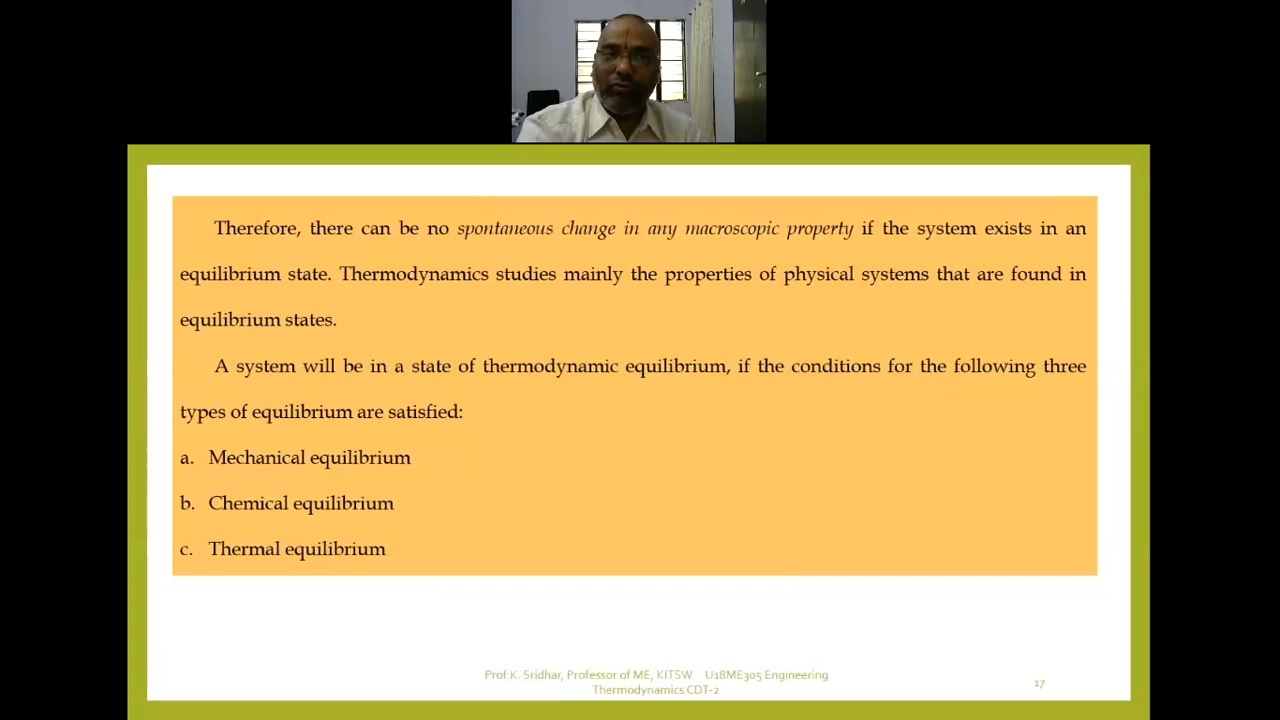 Therefore, there can be no spontaneous change in any macroscopic property if the system exists in an
equilibrium state. Thermodynamics studies mainly the properties of physical systems that are found in
equilibrium states.
A system will be in a state of thermodynamic equilibrium, if the conditions for the following three
types of equilibrium are satisfied:
a. Mechanical equilibrium
b. Chemical equilibrium
c. Thermal equilibrium
Prof.K. Sridhar, Professor of ME, KITSW U18ME305 Engineering
Thermodynamics CDT-2
17